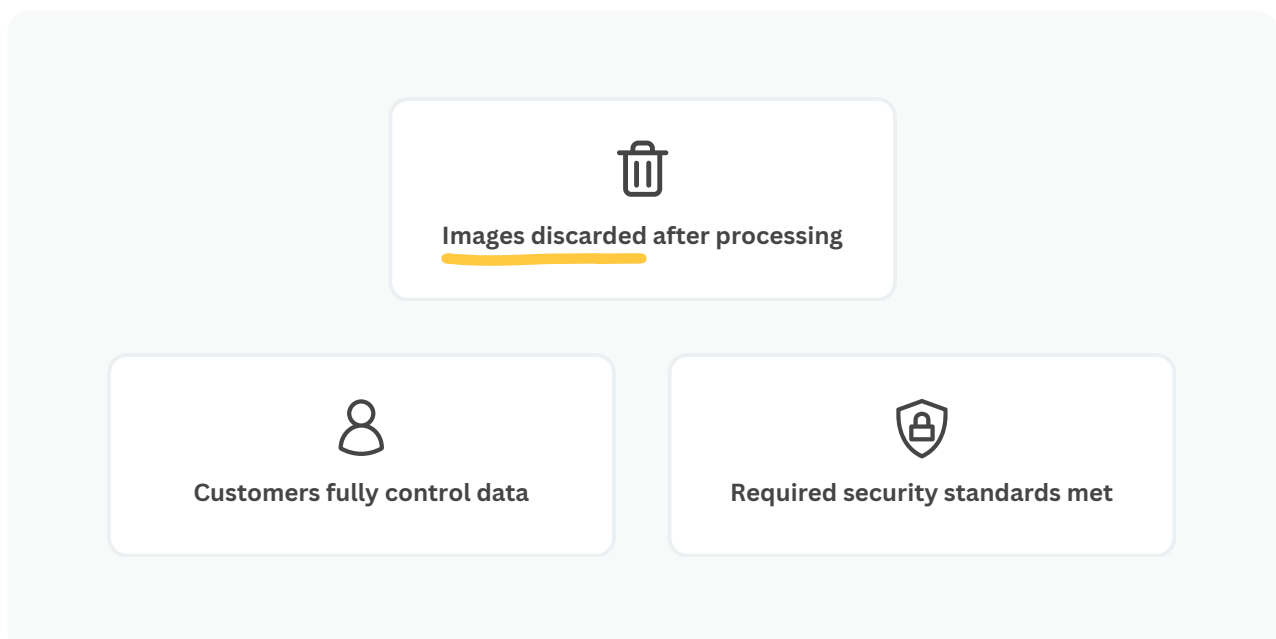 Images discarded after processing
Customers fully control data
Required security standards met